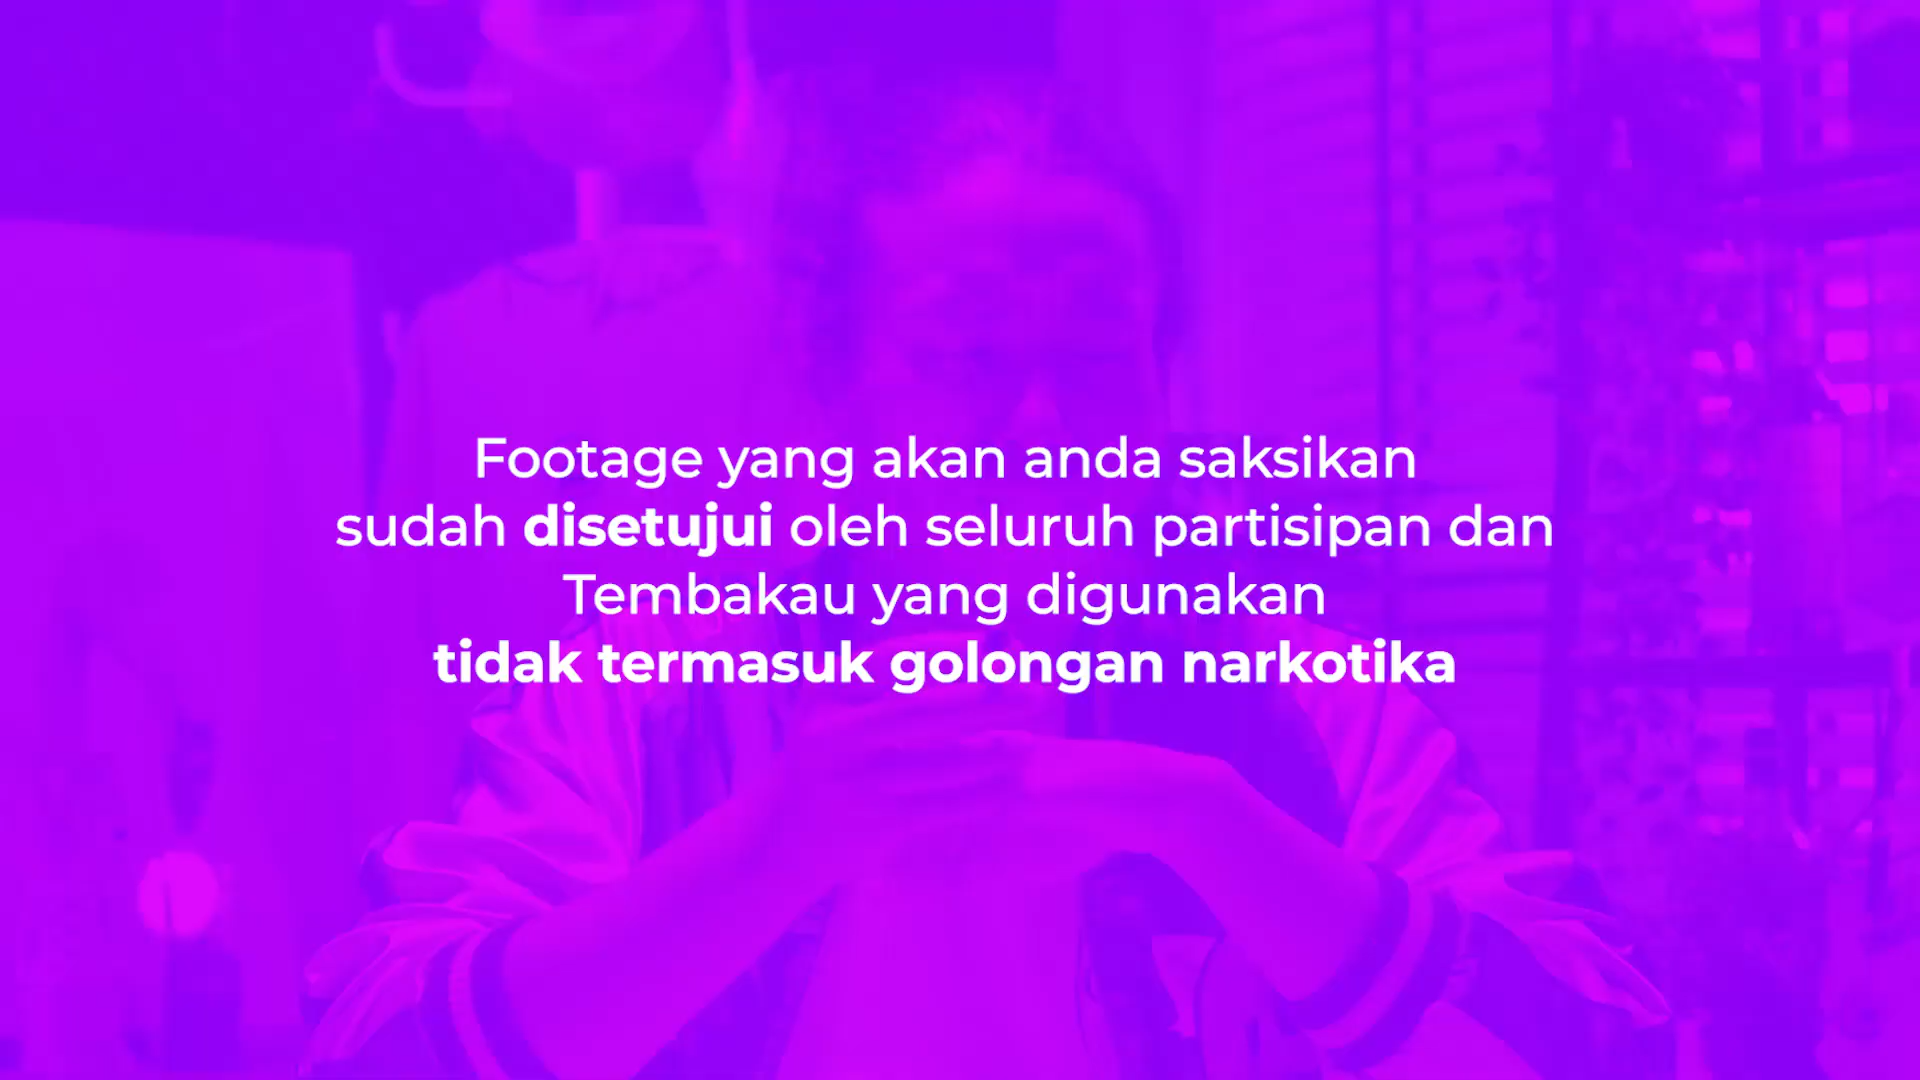 Footage yang akan anda saksikan
sudah disetujui oleh seluruh partisipan dan
Tembakau yang digunakan
tidak termasuk golongan narkotika